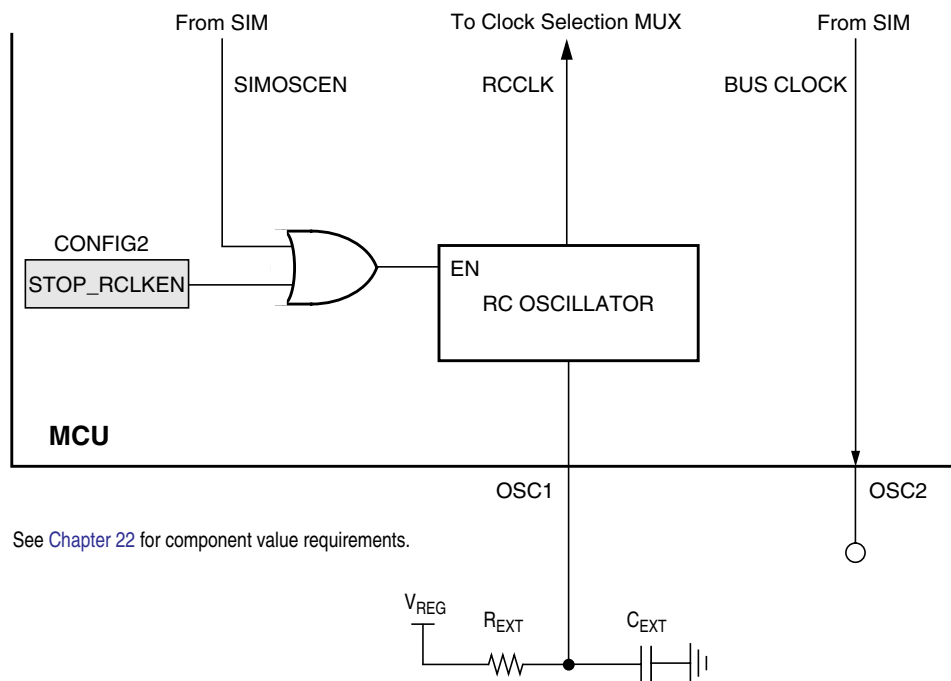 From SIM
To Clock Selection MUX
From SIM
SIMOSCEN
RCCLK
BUS CLOCK
CONFIG2
STOP_RCLKEN
EN
RC OSCILLATOR
MCU
OSC1
OSC2
See Chapter 22 for component value requirements.
VREG
REXT
CEXT